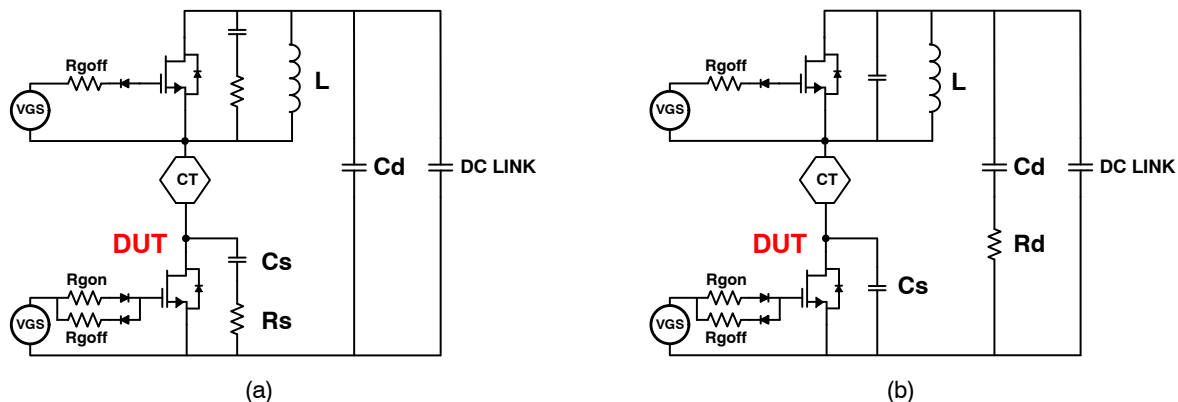 Rgoff
VGS
L
CT
Cd
DC LINK
DUT
Cs
Rgon
VGS
Rgoff
Rs
(a)
Rgoff
VGS
L
CT
Cd
DC LINK
DUT
Rd
Cs
Rgon
VGS
Rgoff
(b)